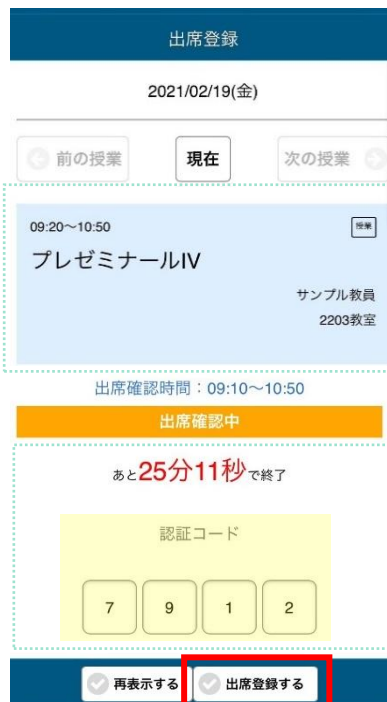 出席登録
2021/02/19(金)
前の授業 現在 次の授業
09:20～10:50 授業
プレゼミナールIV
サンプル教員
2203教室
出席確認時間：09:10～10:50
出席確認中
あと25分11秒で終了
認証コード
7 9 1 2
再表示する 出席登録する